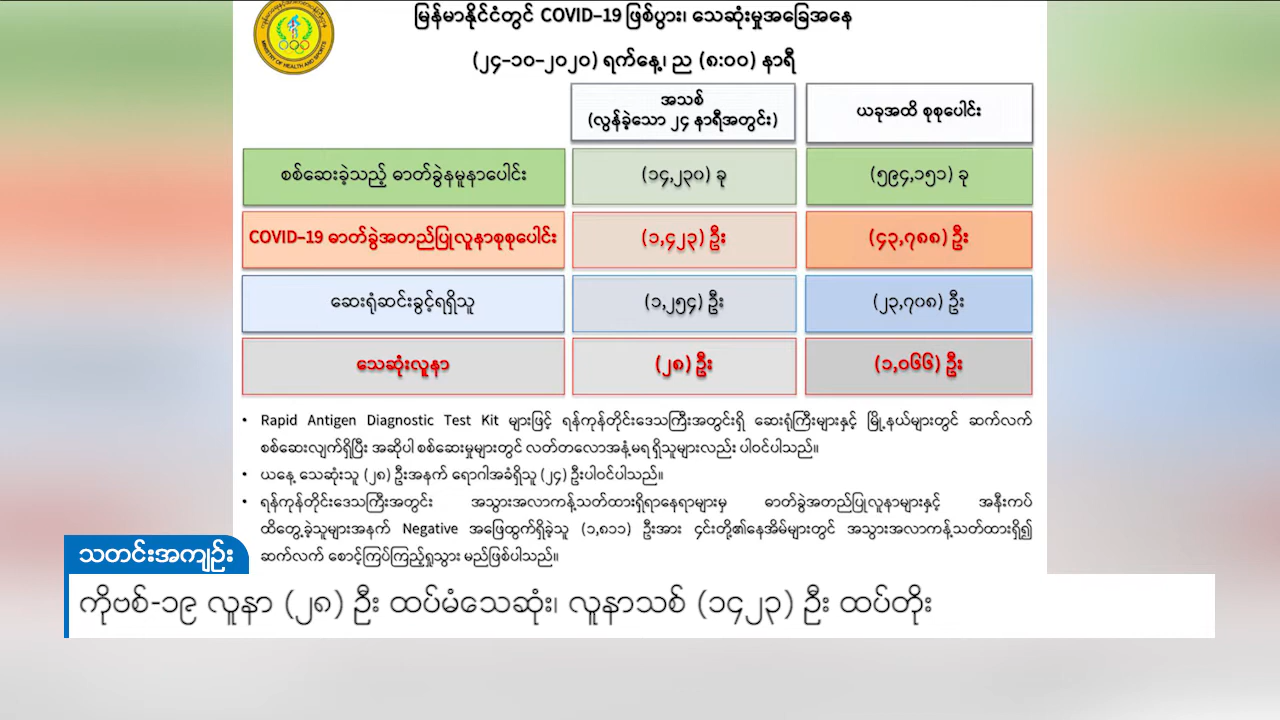 မြန်မာနိုင်ငံတွင် COVID-19 ဖြစ်ပွား၊ သေဆုံးမှုအခြေအနေ
(၂၄-၁၀-၂၀၂၀) ရက်နေ့၊ ည (၈:၀၀) နာရီ
MINISTRY OF HEALTH AND SPORTS
အသစ်
(လွန်ခဲ့သော ၂၄ နာရီအတွင်း)
ယခုအထိ စုစုပေါင်း
စစ်ဆေးခဲ့သည့် ဓာတ်ခွဲနမူနာပေါင်း (၁၄,၂၃၀) ခု (၅၉၄,၁၅၁) ခု
COVID-19 ဓာတ်ခွဲအတည်ပြုလူနာစုစုပေါင်း (၁,၄၂၃) ဦး (၄၃,၇၈၈) ဦး
ဆေးရုံဆင်းခွင့်ရရှိသူ (၁,၂၅၄) ဦး (၂၃,၇၀၈) ဦး
သေဆုံးလူနာ (၂၈) ဦး (၁,၀၆၆) ဦး
• Rapid Antigen Diagnostic Test Kit များဖြင့် ရန်ကုန်တိုင်းဒေသကြီးအတွင်းရှိ ဆေးရုံကြီးများနှင့် မြို့နယ်များတွင် ဆက်လက်
စစ်ဆေးလျက်ရှိပြီး အဆိုပါ စစ်ဆေးမှုများတွင် လတ်တလောအနံ့မရ ရှိသူများလည်း ပါဝင်ပါသည်။
• ယနေ့ သေဆုံးသူ (၂၈) ဦးအနက် ရောဂါအခံရှိသူ (၂၄) ဦးပါဝင်ပါသည်။
• ရန်ကုန်တိုင်းဒေသကြီးအတွင်း အသွားအလာကန့်သတ်ထားရှိရာနေရာများမှ ဓာတ်ခွဲအတည်ပြုလူနာများနှင့် အနီးကပ်
ထိတွေ့ခဲ့သူများအနက် Negative အဖြေထွက်ရှိခဲ့သူ (၁,၈၁၁) ဦးအား ၄င်းတို့၏နေအိမ်များတွင် အသွားအလာကန့်သတ်ထားရှိ၍
ဆက်လက် စောင့်ကြပ်ကြည့်ရှုသွား မည်ဖြစ်ပါသည်။
သတင်းအကျဉ်း
ကိုဗစ်-၁၉ လူနာ (၂၈) ဦး ထပ်မံသေဆုံး၊ လူနာသစ် (၁၄၂၃) ဦး ထပ်တိုး